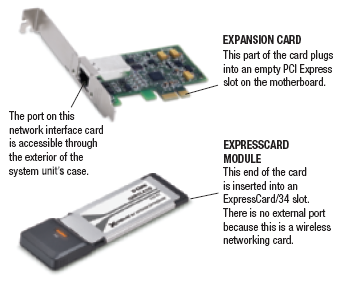 EXPANSION CARD
This part of the card plugs
into an empty PCI Express
slot on the motherboard.
The port on this
network interface card
is accessible through
the exterior of the
system unit's case.
EXPRESSCARD
MODULE
This end of the card
is inserted into an
ExpressCard/34 slot.
There is no external port
because this is a wireless
networking card.